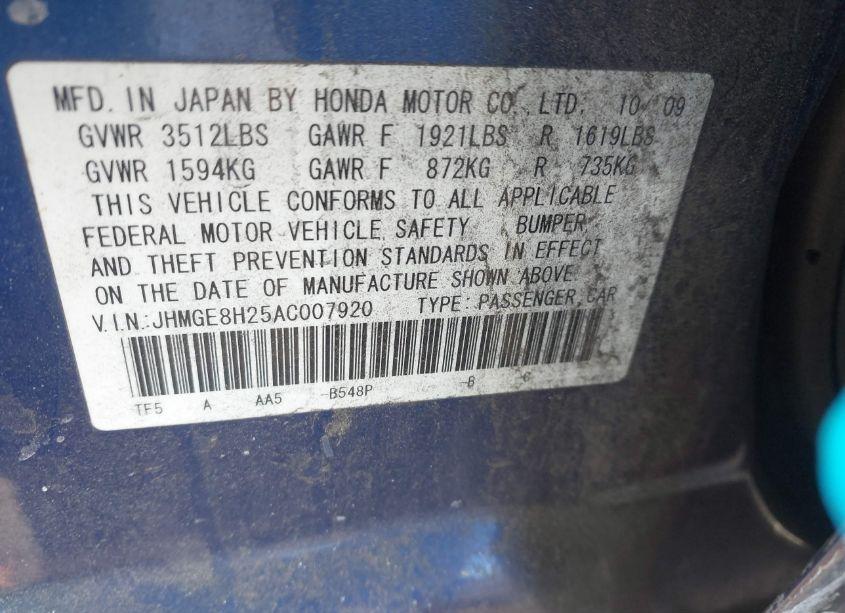 MFD. IN JAPAN BY HONDA MOTOR CO., LTD. 10 09
GVWR 3512LBS GAWR F 1921LBS R 1619LBS
GVWR 1594KG GAWR F 872KG R 735KG
THIS VEHICLE CONFORMS TO ALL APPLICABLE
FEDERAL MOTOR VEHICLE SAFETY BUMPER
AND THEFT PREVENTION STANDARDS IN EFFECT
ON THE DATE OF MANUFACTURE SHOWN ABOVE
V.I.N.:JHMGE8H25AC007920 TYPE: PASSENGER CAR
TF5 A AA5 -B548P -B